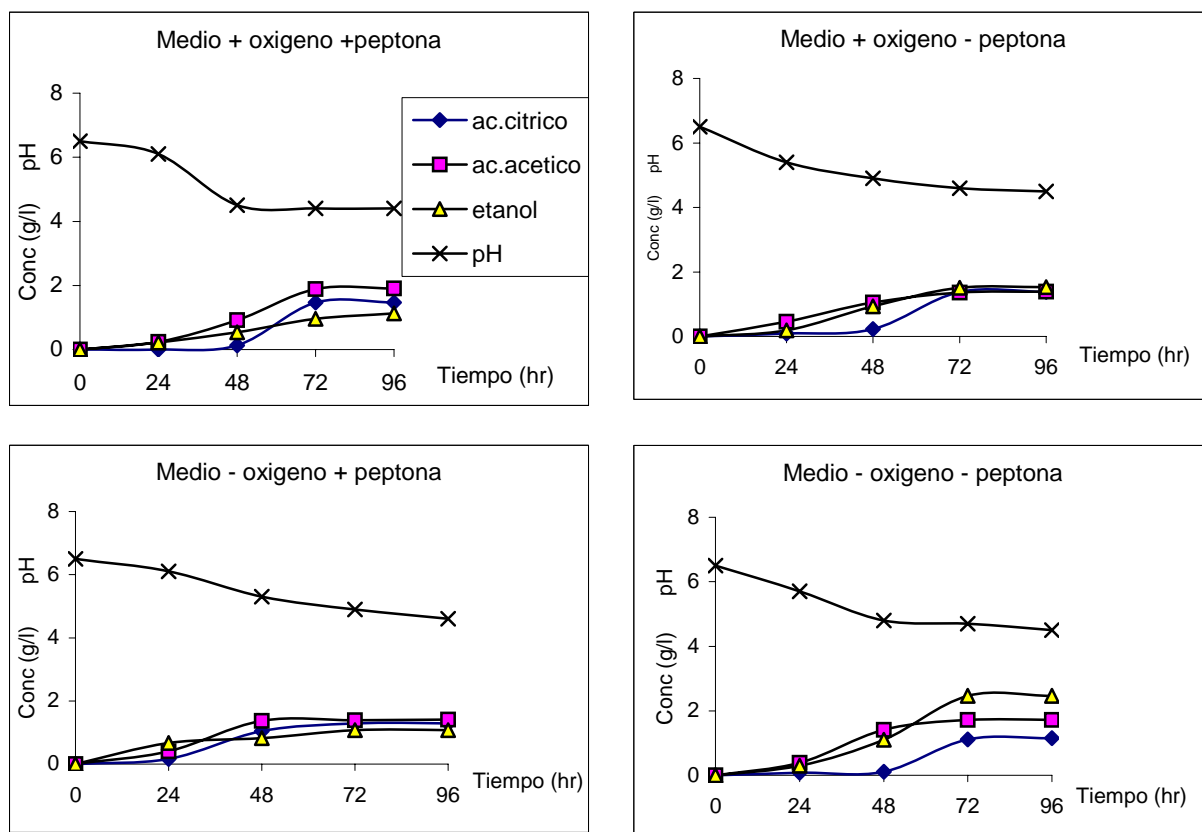 Medio + oxigeno +peptona
8
6
4
2
0
Conc (g/l) pH
ac.citrico
ac.acetico
etanol
pH
0 24 48 72 96
Tiempo (hr)
Medio + oxigeno - peptona
8
6
4
2
0
Conc (g/l) pH
0 24 48 72 96
Tiempo (hr)
Medio - oxigeno + peptona
8
6
4
2
0
Conc (g/l) pH
0 24 48 72 96
Tiempo (hr)
Medio - oxigeno - peptona
8
6
4
2
0
Conc (g/l) pH
0 24 48 72 96
Tiempo (hr)